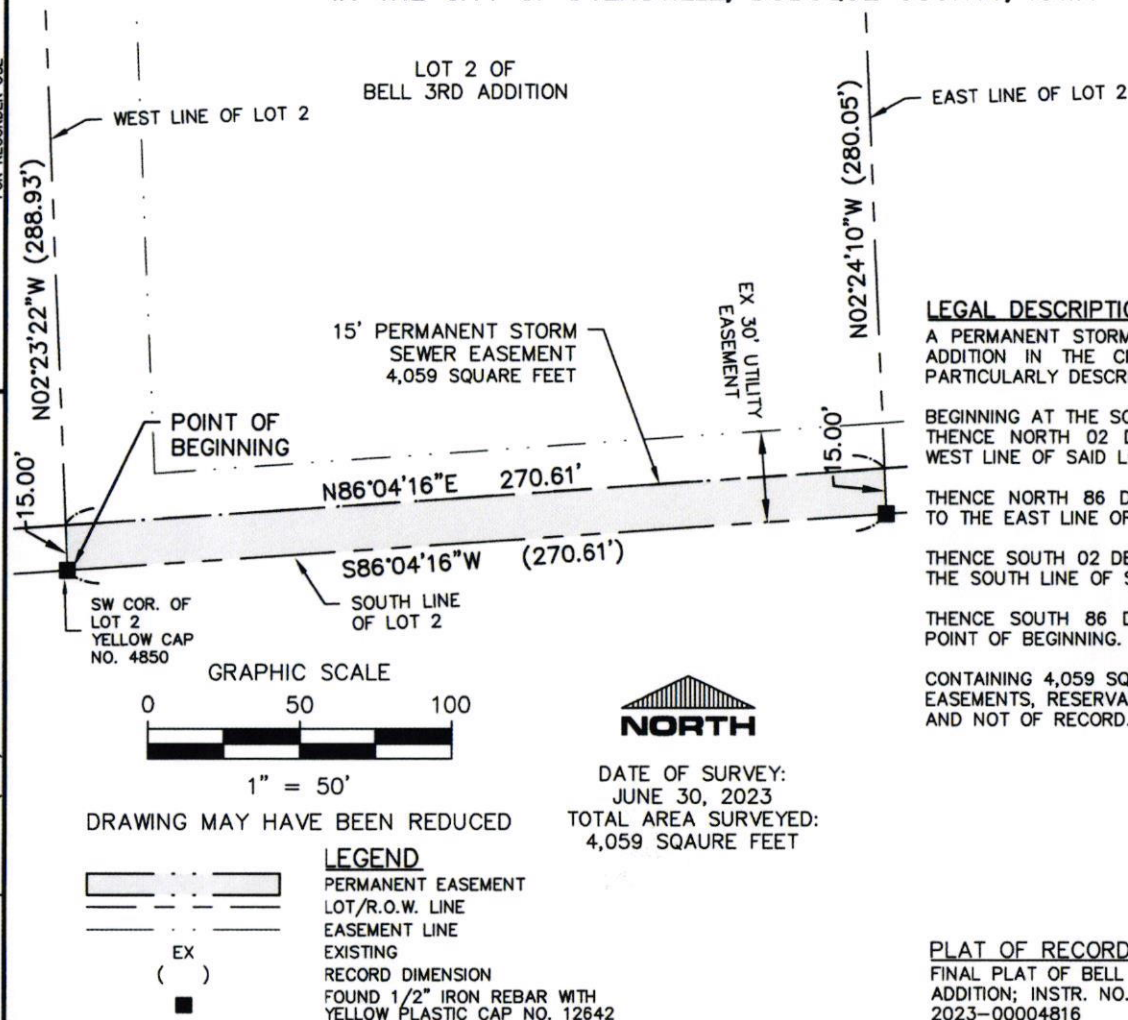 LOT 2 OF
BELL 3RD ADDITION
WEST LINE OF LOT 2
EAST LINE OF LOT 2
N02°23'22"W (288.93')
N02°24'10"W (280.05')
15' PERMANENT STORM
SEWER EASEMENT
4,059 SQUARE FEET
EX 30' UTILITY
EASEMENT
POINT OF
BEGINNING
15.00'
15.00'
N86°04'16"E 270.61'
S86°04'16"W (270.61')
SW COR. OF
LOT 2
YELLOW CAP
NO. 4850
SOUTH LINE
OF LOT 2
GRAPHIC SCALE
0 50 100
1" = 50'
DRAWING MAY HAVE BEEN REDUCED
NORTH
DATE OF SURVEY:
JUNE 30, 2023
TOTAL AREA SURVEYED:
4,059 SQAURE FEET
LEGEND
PERMANENT EASEMENT
LOT/R.O.W. LINE
EASEMENT LINE
EX EXISTING
( ) RECORD DIMENSION
FOUND 1/2" IRON REBAR WITH
YELLOW PLASTIC CAP NO. 12642
LEGAL
A PERMANENT STORM
ADDITION IN THE
PARTICULARLY
BEGINNING AT THE
THENCE NORTH 02
WEST LINE OF SAID
THENCE NORTH 86
TO THE EAST LINE OF
THENCE SOUTH 02
THE SOUTH LINE OF
THENCE SOUTH 86
POINT OF BEGINNING.
CONTAINING 4,059
EASEMENTS,
AND NOT OF RECORD.
PLAT OF RECORD
FINAL PLAT OF BELL
ADDITION; INSTR. NO.
2023-00004816